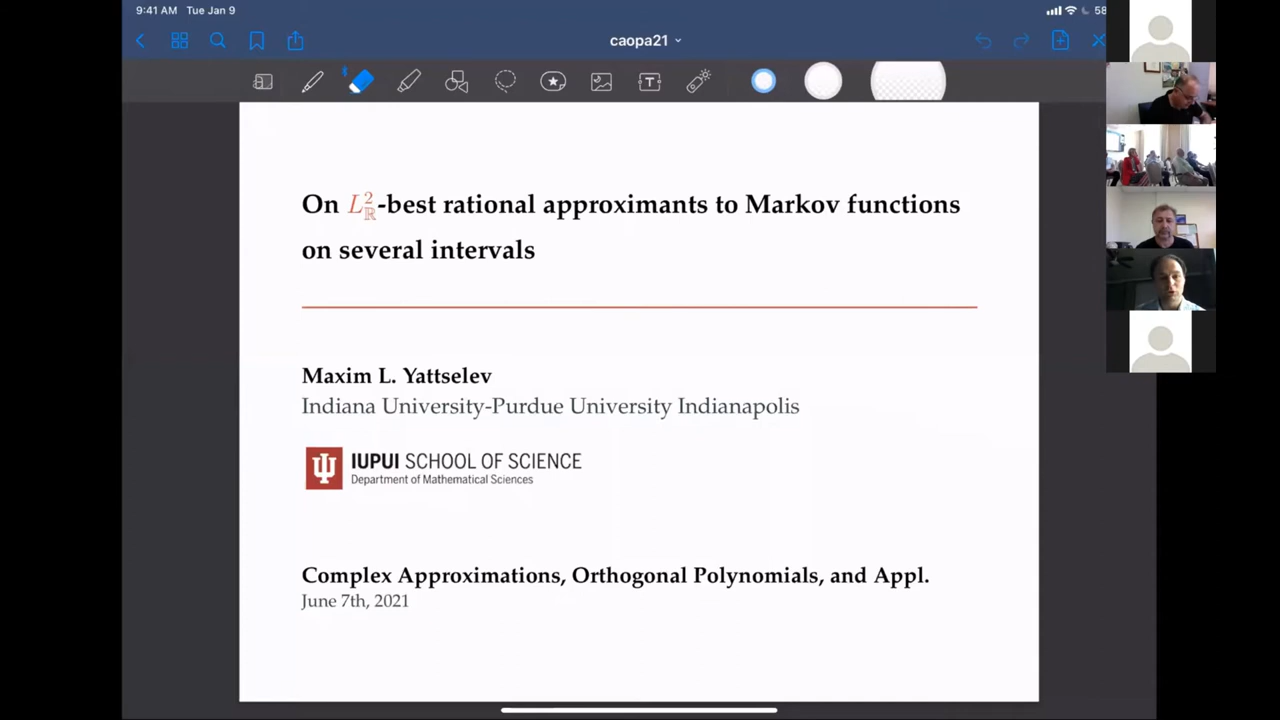 9:41 AM Tue Jan 9
58
caopa21
T
On L²ℝ-best rational approximants to Markov functions
on several intervals
Maxim L. Yattselev
Indiana University-Purdue University Indianapolis
IUPUI SCHOOL OF SCIENCE
Department of Mathematical Sciences
Complex Approximations, Orthogonal Polynomials, and Appl.
June 7th, 2021